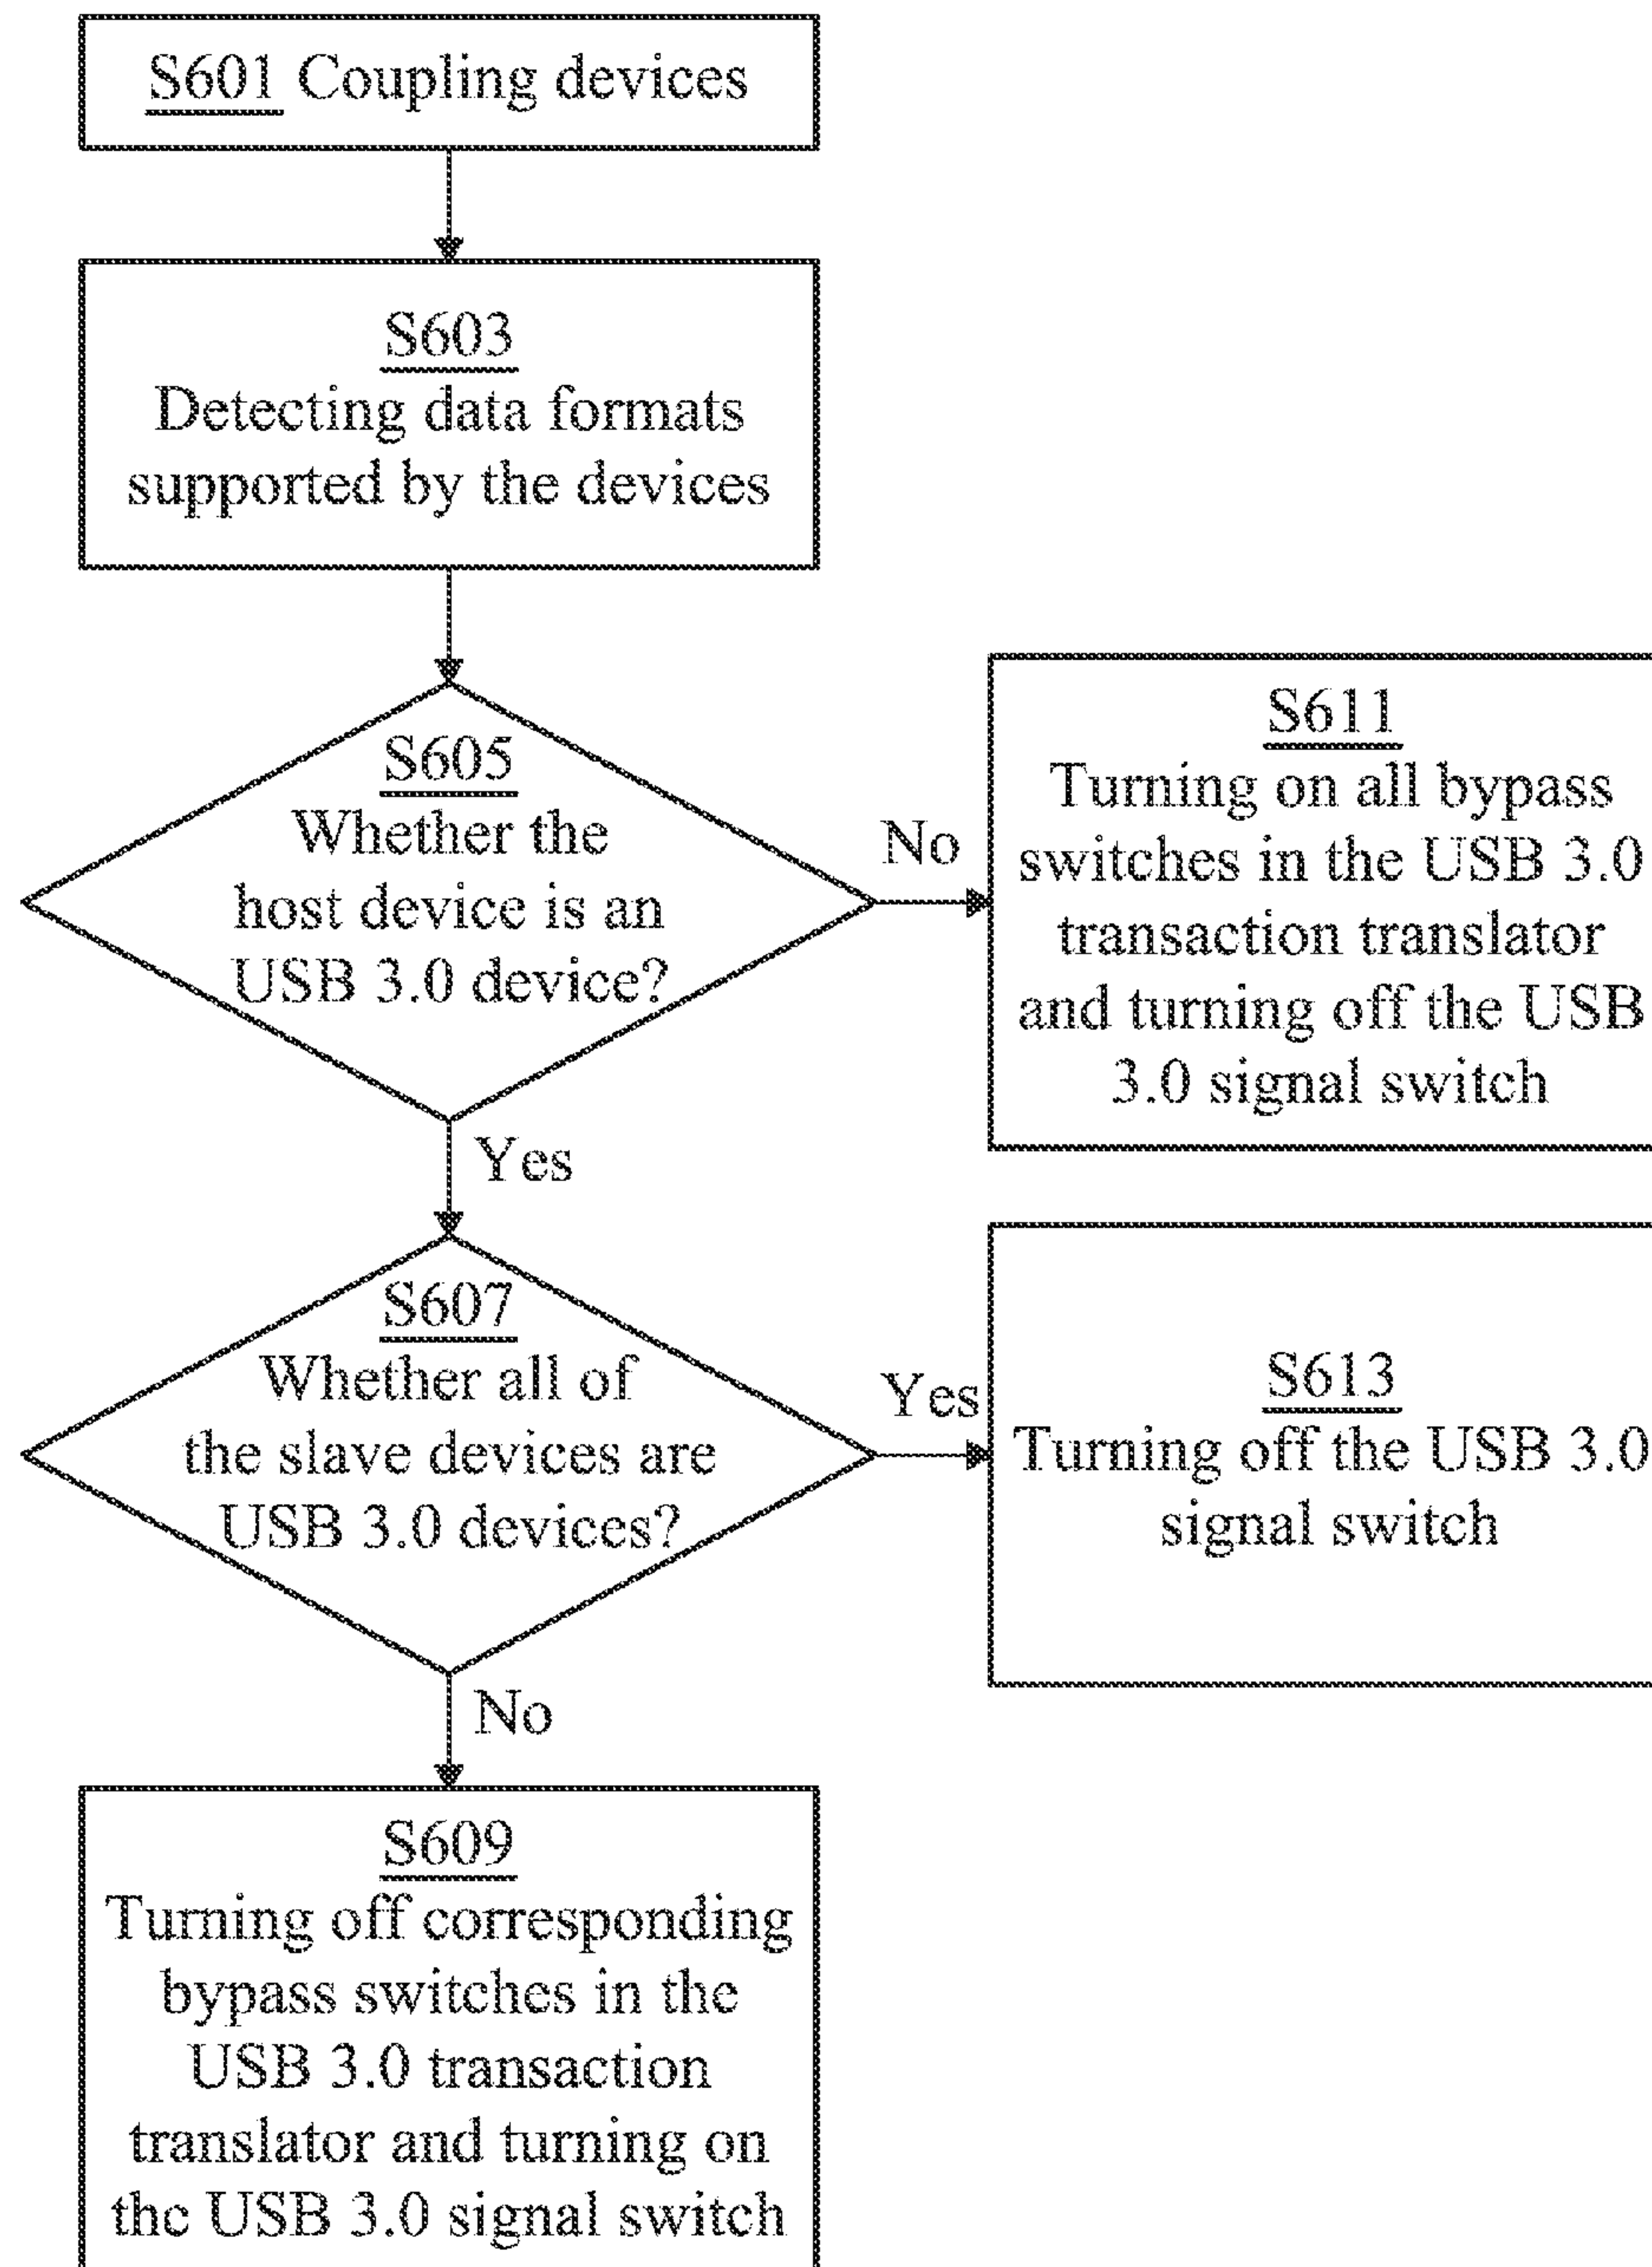 S601 Coupling devices
S603
Detecting data formats
supported by the devices
S605
Whether the
host device is an
USB 3.0 device?
No
S611
Turning on all bypass
switches in the USB 3.0
transaction translator
and turning off the USB
3.0 signal switch
Yes
S607
Whether all of
the slave devices are
USB 3.0 devices?
Yes
S613
Turning off the USB 3.0
signal switch
No
S609
Turning off corresponding
bypass switches in the
USB 3.0 transaction
translator and turning on
the USB 3.0 signal switch